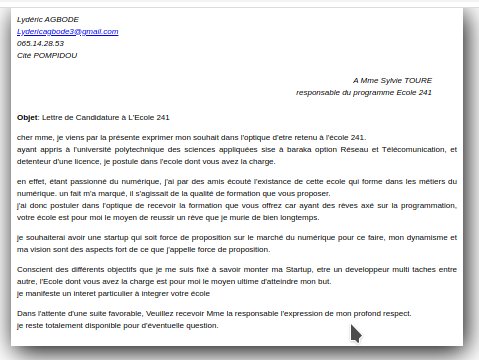 Lydéric AGBODE
Lydericagbode3@gmail.com
065.14.28.53
Cité POMPIDOU
A Mme Sylvie TOURE
responsable du programme Ecole 241
Objet: Lettre de Candidature à L'Ecole 241
cher mme, je viens par la présente exprimer mon souhait dans l'optique d'etre retenu à l'école 241.
ayant appris à l'université polytechnique des sciences appliquées sise à baraka option Réseau et Télécomunication, et
detenteur d'une licence, je postule dans l'ecole dont vous avez la charge.
en effet, étant passionné du numérique, j'ai par des amis écouté l'existance de cette ecole qui forme dans les métiers du
numérique. un fait m'a marqué, il s'agissait de la qualité de formation que vous proposer.
j'ai donc postuler dans l'optique de recevoir la formation que vous offrez car ayant des rêves axé sur la programmation,
votre école est pour moi le moyen de reussir un rêve que je murie de bien longtemps.
je souhaiterai avoir une startup qui soit force de proposition sur le marché du numérique pour ce faire, mon dynamisme et
ma vision sont des aspects fort de ce que j'appelle force de proposition.
Conscient des différents objectifs que je me suis fixé à savoir monter ma Startup, etre un developpeur multi taches entre
autre, l'Ecole dont vous avez la charge est pour moi le moyen ultime d'atteindre mon but.
je manifeste un interet particulier à integrer votre école
Dans l'attente d'une suite favorable, Veuillez recevoir Mme la responsable l'expression de mon profond respect.
je reste totalement disponible pour d'éventuelle question.